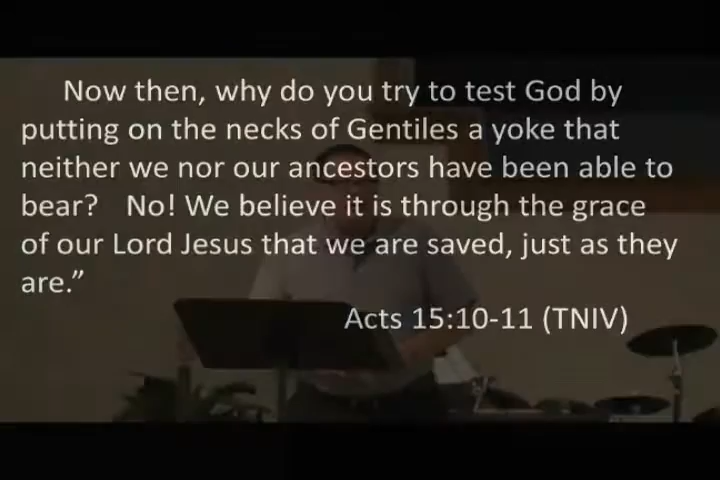 Now then, why do you try to test God by
putting on the necks of Gentiles a yoke that
neither we nor our ancestors have been able to
bear? No! We believe it is through the grace
of our Lord Jesus that we are saved, just as they
are.”
Acts 15:10-11 (TNIV)